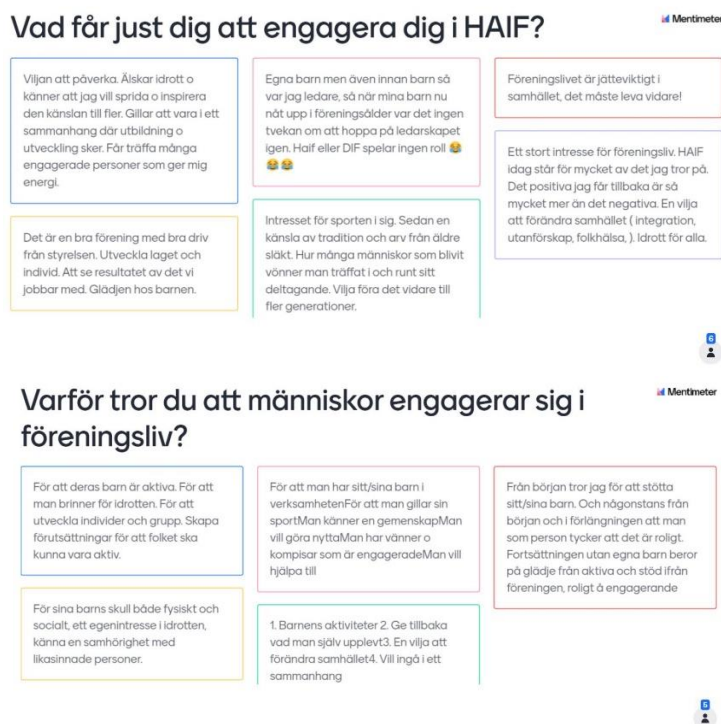 Vad får just dig att engagera dig i HAIF?
Mentimeter
Viljan att påverka. Älskar idrott o
känner att jag vill sprida o inspirera
den känslan till fler. Gillar att vara i ett
sammanhang där utbildning o
utveckling sker. Får träffa många
engagerade personer som ger mig
energi.
Det är en bra förening med bra driv
från styrelsen. Utveckla laget och
individ. Att se resultatet av det vi
jobbar med. Glädjen hos barnen.
Egna barn men även innan barn så
var jag ledare, så när mina barn nu
nåt upp i föreningsålder var det ingen
tvekan om att hoppa på ledarskapet
igen. Haif eller DIF spelar ingen roll 😂
😂😂
Intresset för sporten i sig. Sedan en
känsla av tradition och arv från äldre
släkt. Hur många människor som blivit
vönner man träffat i och runt sitt
deltagande. Vilja föra det vidare till
fler generationer.
Föreningslivet är jätteviktigt i
samhället, det måste leva vidare!
Ett stort intresse för föreningsliv. HAIF
idag står för mycket av det jag tror på.
Det positiva jag får tillbaka är så
mycket mer än det negativa. En vilja
att förändra samhället ( integration,
utanförskap, folkhälsa, ). Idrott för alla.
6
Varför tror du att människor engagerar sig i
föreningsliv?
Mentimeter
För att deras barn är aktiva. För att
man brinner för idrotten. För att
utveckla individer och grupp. Skapa
förutsättningar för att folket ska
kunna vara aktiv.
För sina barns skull både fysiskt och
socialt, ett egenintresse i idrotten,
känna en samhörighet med
likasinnade personer.
För att man har sitt/sina barn i
verksamhetenFör att man gillar sin
sportMan känner en gemenskapMan
vill göra nyttaMan har vänner o
kompisar som är engageradeMan vill
hjälpa till
1. Barnens aktiviteter 2. Ge tillbaka
vad man själv upplevt3. En vilja att
förändra samhället4. Vill ingå i ett
sammanhang
Från början tror jag för att stötta
sitt/sina barn. Och någonstans från
början och i förlängningen att man
som person tycker att det är roligt.
Fortsättningen utan egna barn beror
på glädje från aktiva och stöd ifrån
föreningen, roligt å engagerande
5